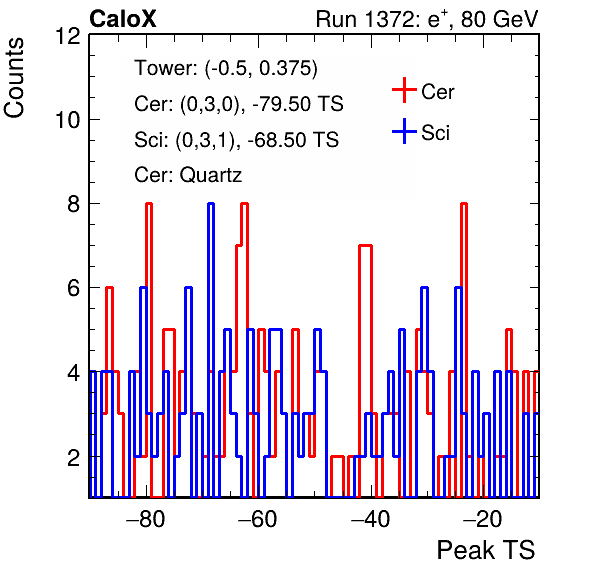 CaloX Run 1372: e+, 80 GeV
Counts
12
10
8
6
4
2
Tower: (-0.5, 0.375)
Cer: (0,3,0), -79.50 TS
Sci: (0,3,1), -68.50 TS
Cer: Quartz
Cer
Sci
−80 −60 −40 −20
Peak TS